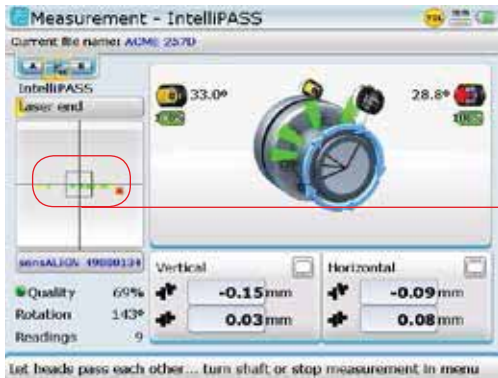 Measurement - IntelliPASS
Current file name: ACME 257D
IntelliPASS
Laser end
33.0°
28.8°
sensALIGN 49000134
Quality 69%
Rotation 143°
Readings 9
Vertical
-0.15 mm
0.03 mm
Horizontal
-0.09 mm
0.08 mm
Let heads pass each other... turn shaft or stop measurement in menu